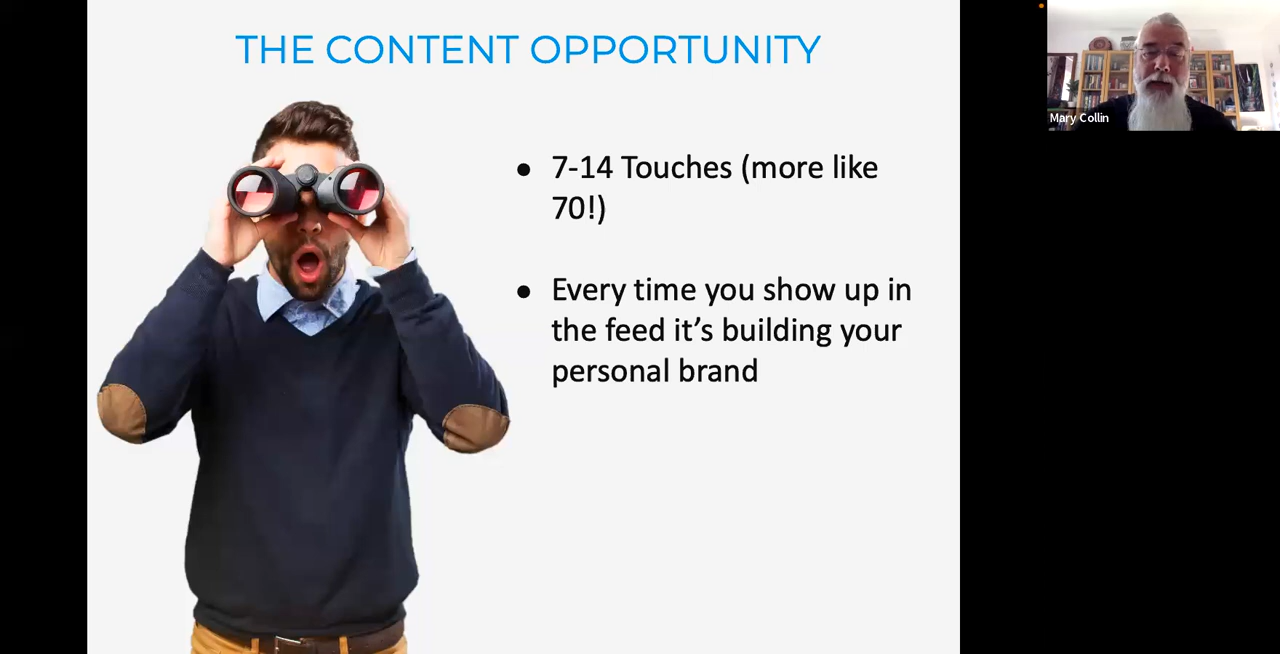 THE CONTENT OPPORTUNITY
● 7-14 Touches (more like
70!)
● Every time you show up in
the feed it’s building your
personal brand
Mary Collin